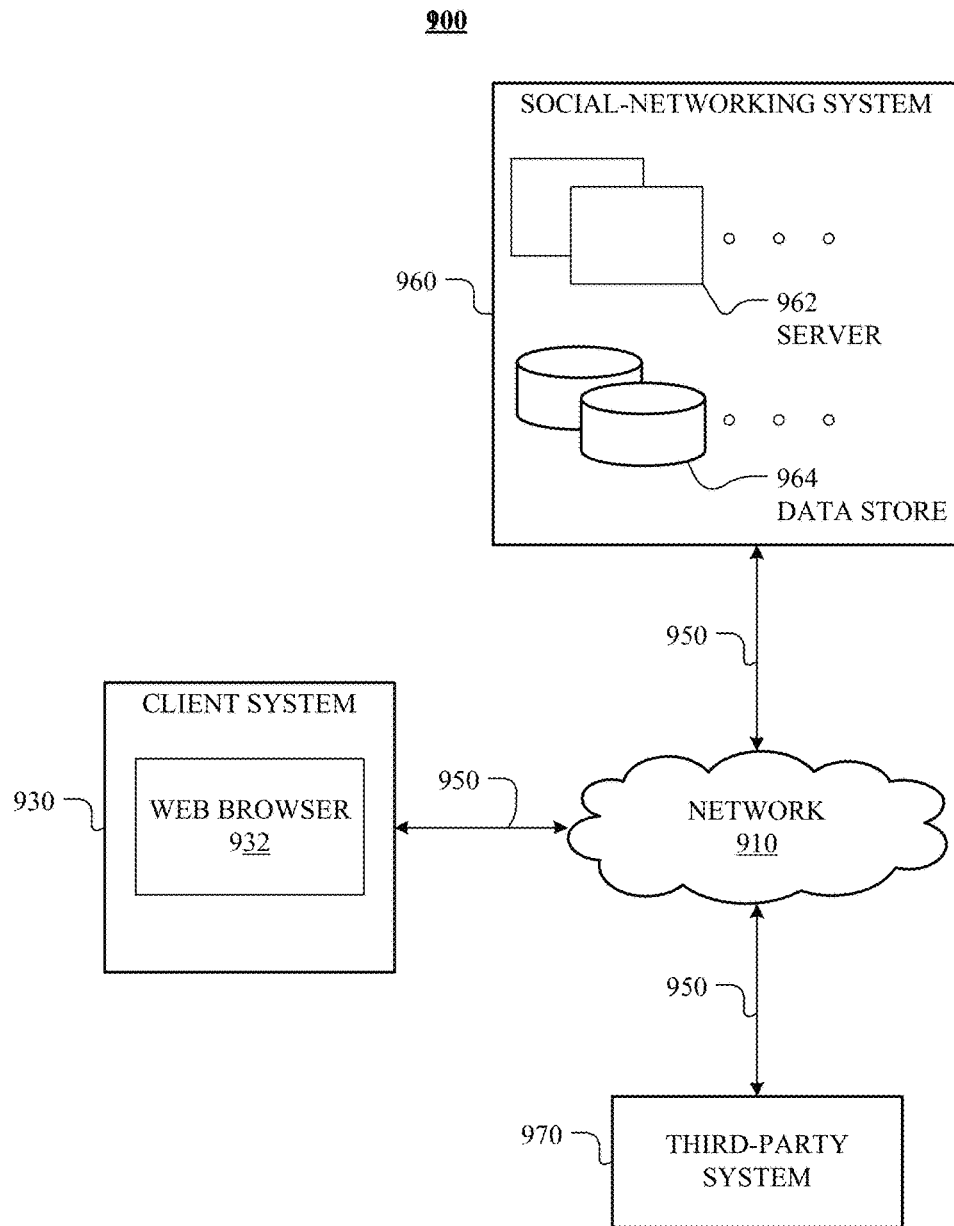 900
SOCIAL-NETWORKING SYSTEM
960
962
SERVER
964
DATA STORE
950
CLIENT SYSTEM
930
WEB BROWSER
932
950
NETWORK
910
950
970
THIRD-PARTY
SYSTEM